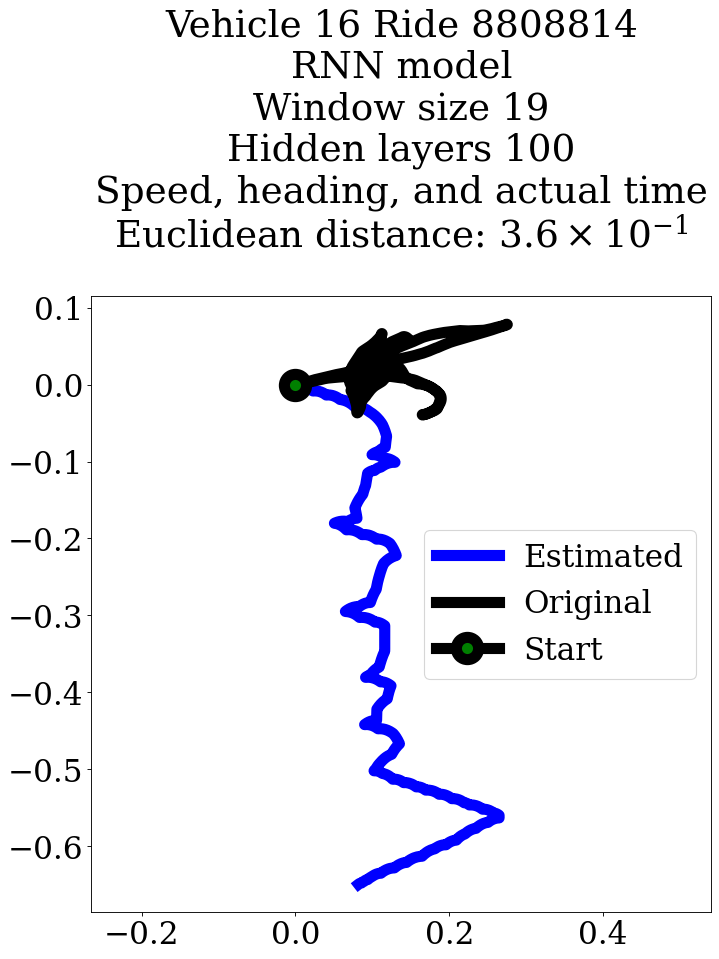 Vehicle 16 Ride 8808814
RNN model
Window size 19
Hidden layers 100
Speed, heading, and actual time
Euclidean distance: 3.6 × 10⁻¹
0.1
0.0
−0.1
−0.2
−0.3
−0.4
−0.5
−0.6
Estimated
Original
Start
−0.2 0.0 0.2 0.4